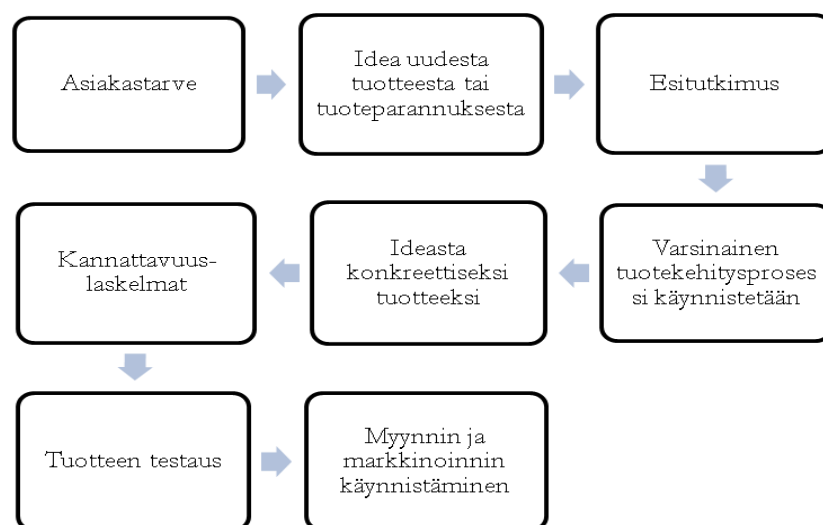 Asiakastarve
Idea uudesta
tuotteesta tai
tuoteparannuksesta
Esitutkimus
Varsinainen
tuotekehitysproses
si käynnistetään
Ideasta
konkreettiseksi
tuotteeksi
Kannattavuus-
laskelmat
Tuotteen testaus
Myynnin ja
markkinoinnin
käynnistäminen